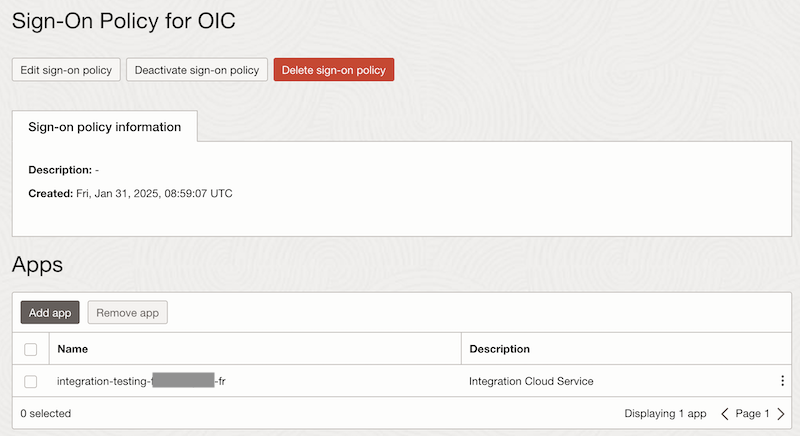 Sign-On Policy for OIC
Edit sign-on policy Deactivate sign-on policy Delete sign-on policy
Sign-on policy information
Description: -
Created: Fri, Jan 31, 2025, 08:59:07 UTC
Apps
Add app Remove app
Name Description
integration-testing- -fr Integration Cloud Service
0 selected Displaying 1 app Page 1